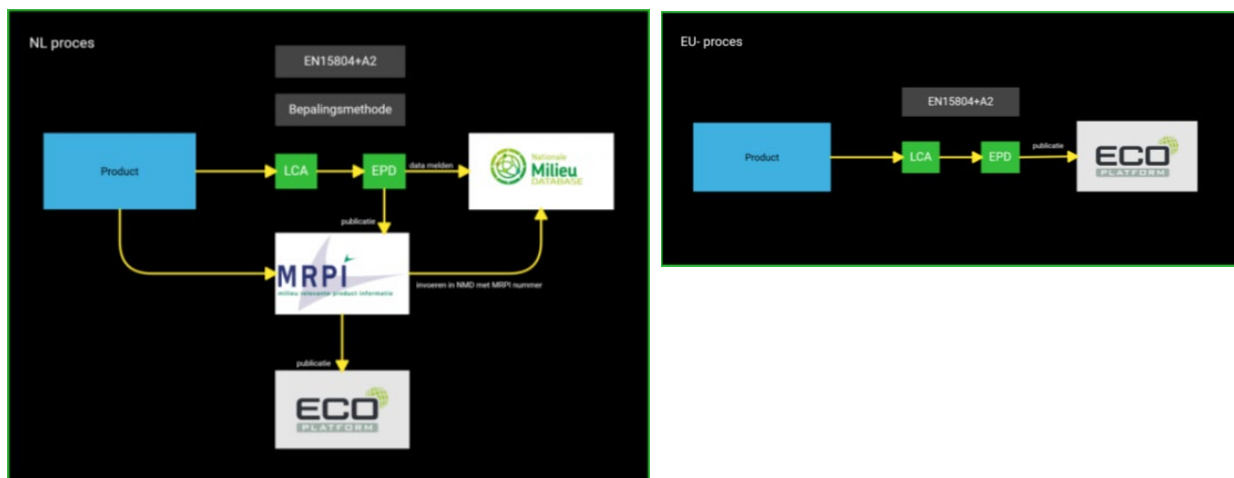 NL proces
EN15804+A2
Bepalingsmethode
Product
LCA
EPD
data melden
Nationale
Milieu
DATABASE
publicatie
MRPI
milieu relevante product informatie
invoeren in NMD met MRPI nummer
publicatie
ECO
PLATFORM
EU- proces
EN15804+A2
Product
LCA
EPD
publicatie
ECO
PLATFORM